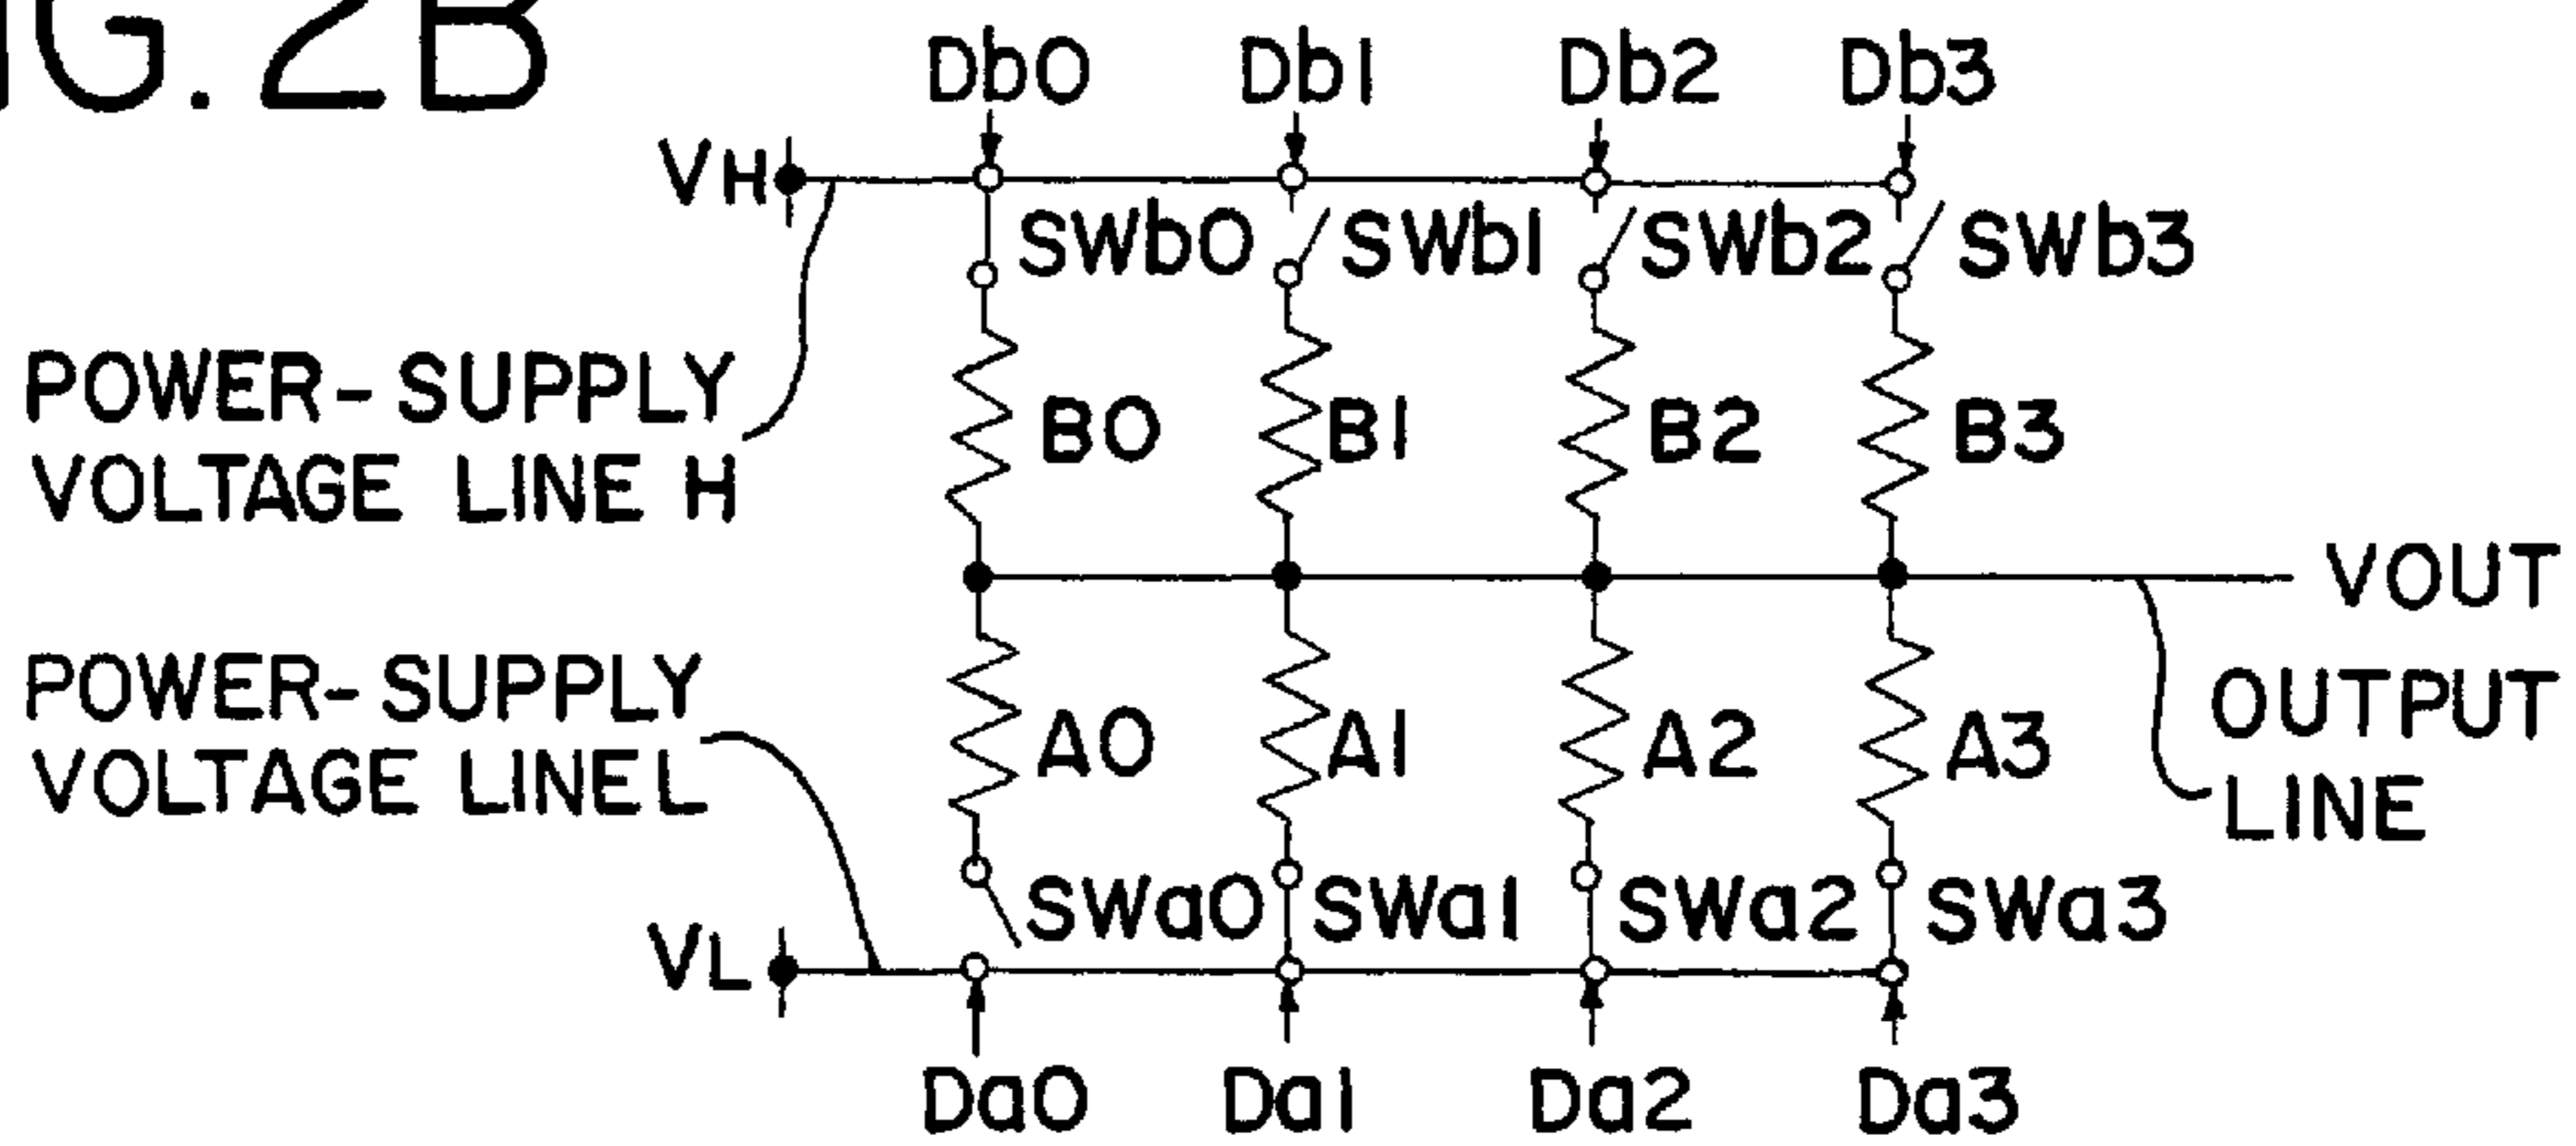 IG. 2B
Db0 Db1 Db2 Db3
VH
SWb0 SWb1 SWb2 SWb3
POWER-SUPPLY
VOLTAGE LINE H
B0 B1 B2 B3
VOUT
POWER-SUPPLY
VOLTAGE LINEL
A0 A1 A2 A3
OUTPUT
LINE
SWa0 SWa1 SWa2 SWa3
VL
Da0 Da1 Da2 Da3